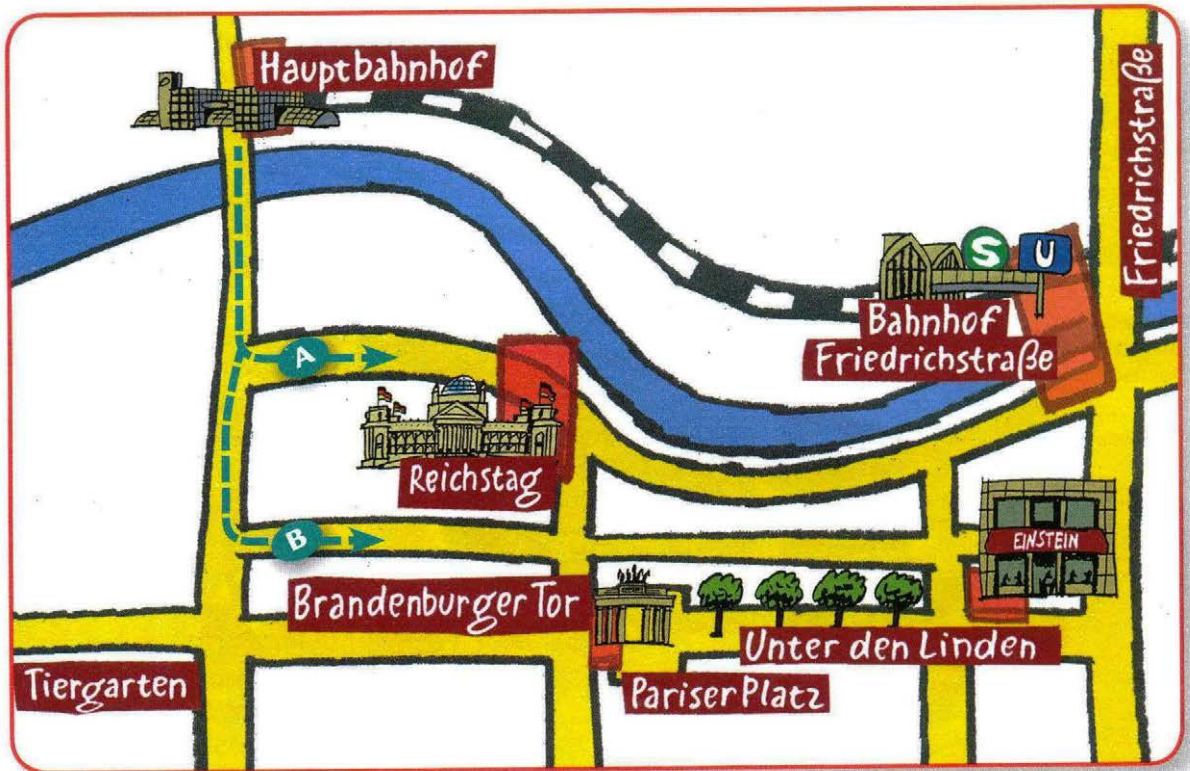 Hauptbahnhof
Friedrichstraße
S
U
Bahnhof
Friedrichstraße
A
Reichstag
B
EINSTEIN
Brandenburger Tor
Unter den Linden
Tiergarten
Pariser Platz